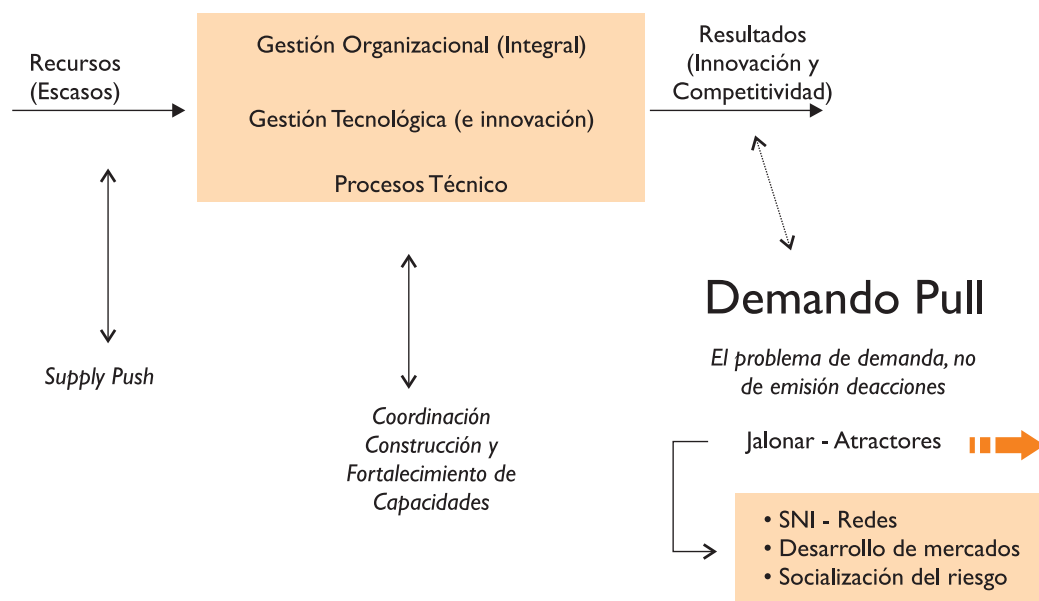 Recursos
(Escasos)
Gestión Organizacional (Integral)
Gestión Tecnológica (e innovación)
Procesos Técnico
Resultados
(Innovación y
Competitividad)
Supply Push
Coordinación
Construcción y
Fortalecimiento de
Capacidades
Demando Pull
El problema de demanda, no
de emisión deacciones
Jalonar - Atractores
• SNI - Redes
• Desarrollo de mercados
• Socialización del riesgo